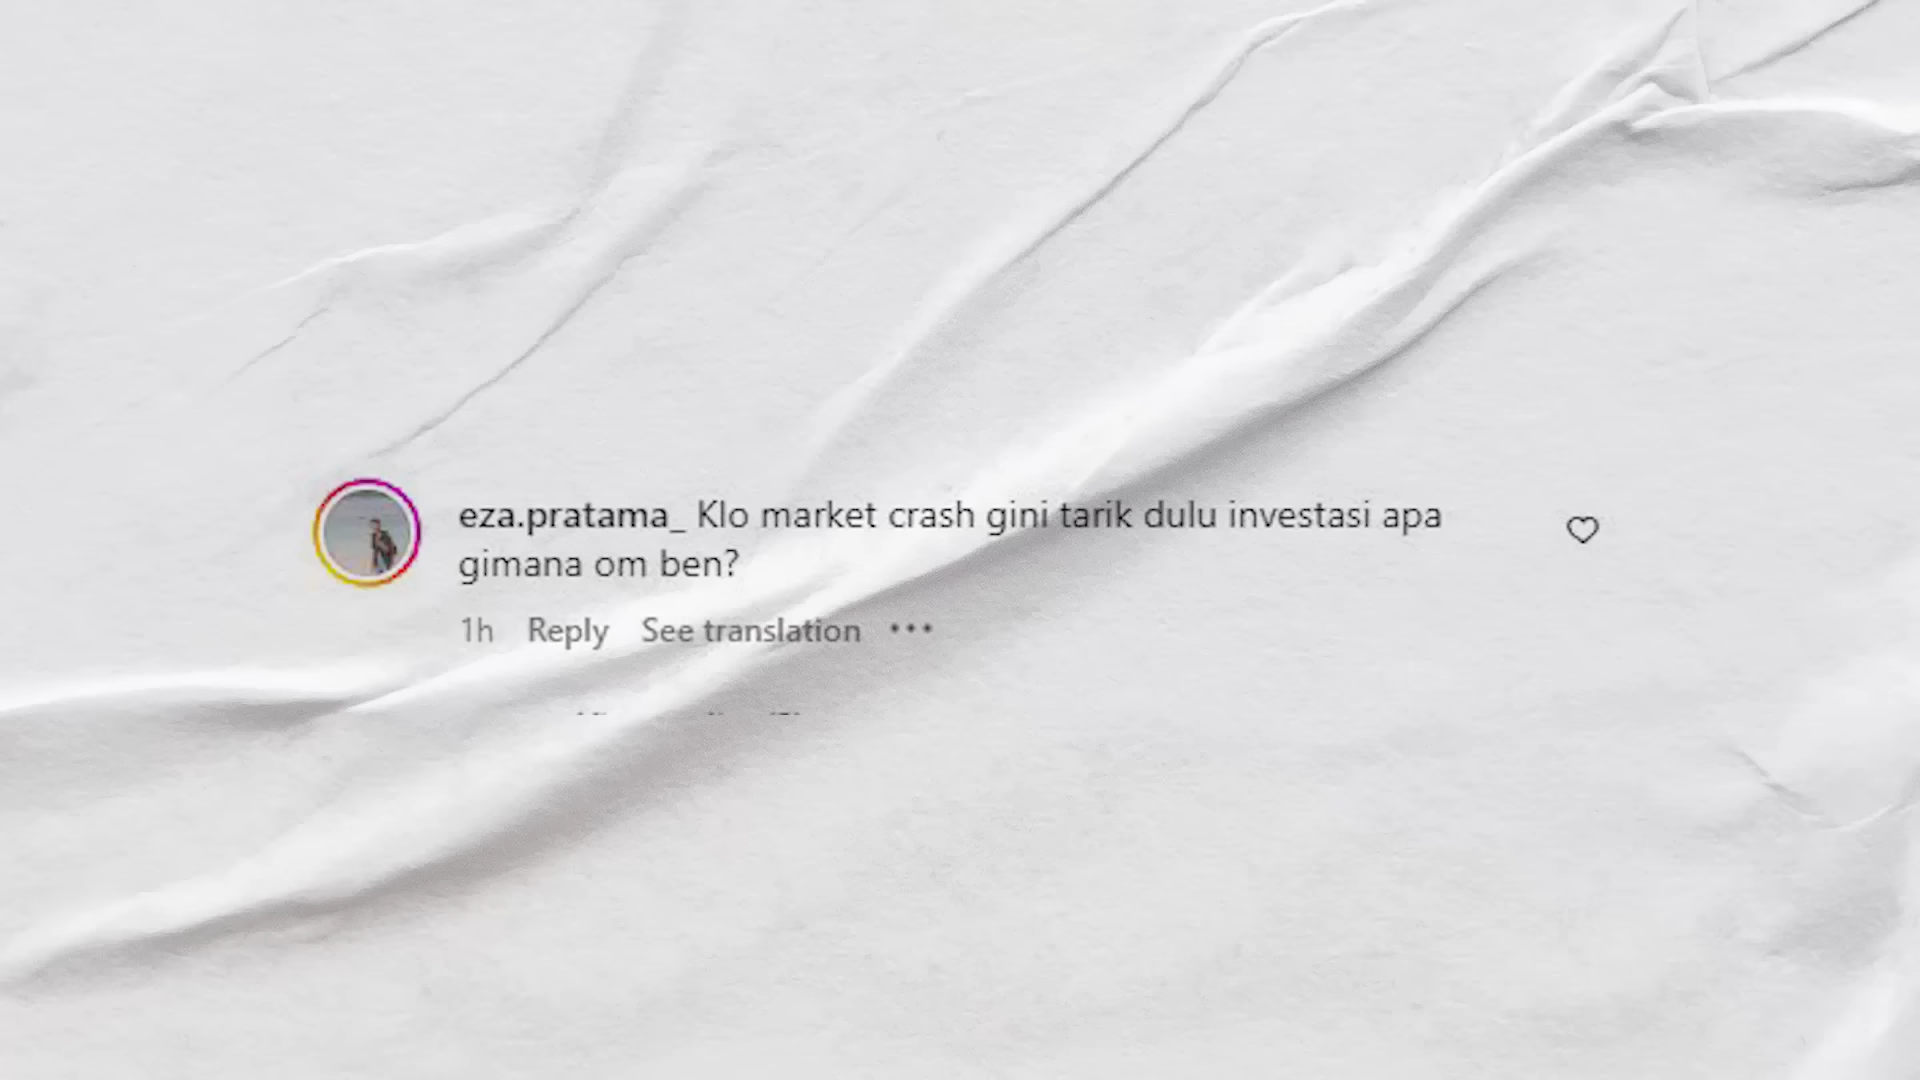 eza.pratama_ Klo market crash gini tarik dulu investasi apa
gimana om ben?
1h Reply See translation •••